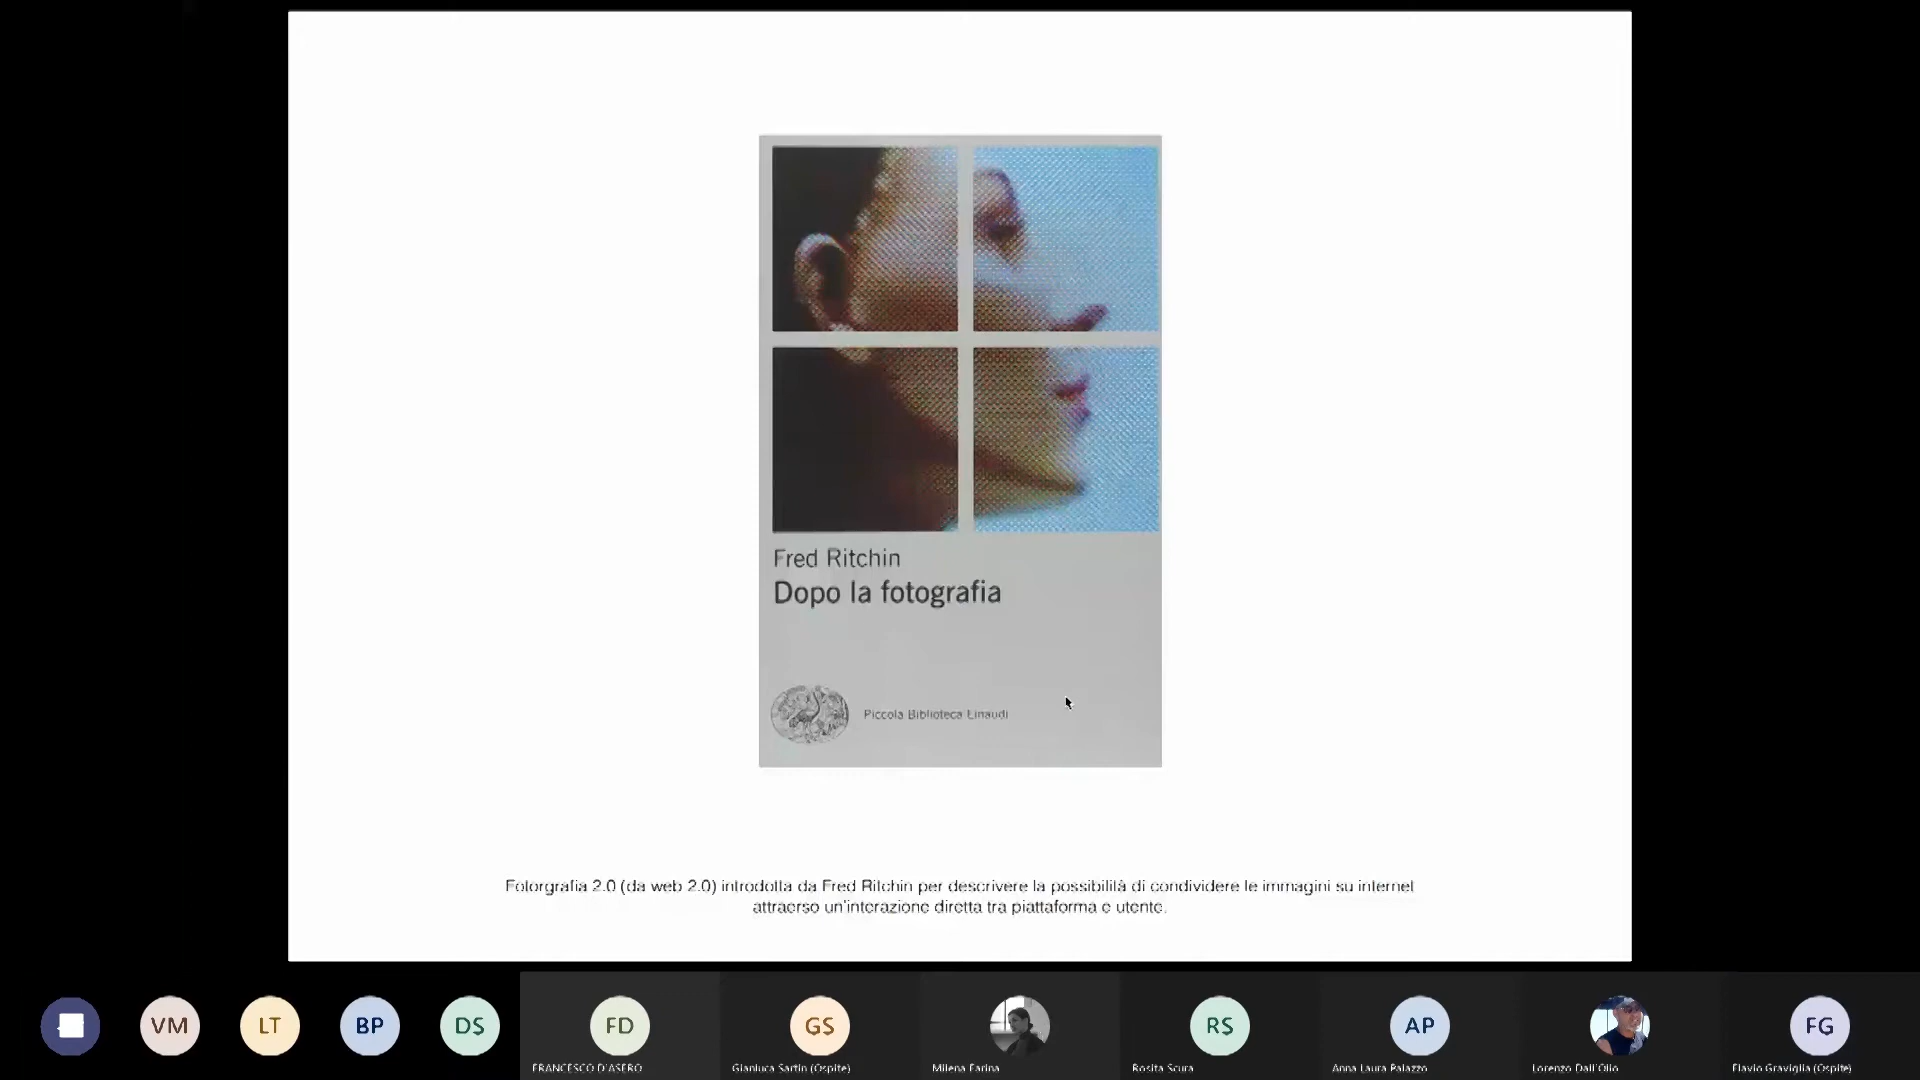 Fred Ritchin
Dopo la fotografia
Piccola Biblioteca Einaudi
Fotorgrafia 2.0 (da web 2.0) introdotta da Fred Ritchin per descrivere la possibilità di condividere le immagini su internet
attraerso un'interazione diretta tra piattaforma e utente.
VM
LT
BP
DS
FD
GS
RS
AP
FG
FRANCESCO D'ASERO
Gianluca Sartin (Ospite)
Milena Farina
Rosita Scura
Anna Laura Palazzo
Lorenzo Dall'Olio
Flavio Graviglia (Ospite)